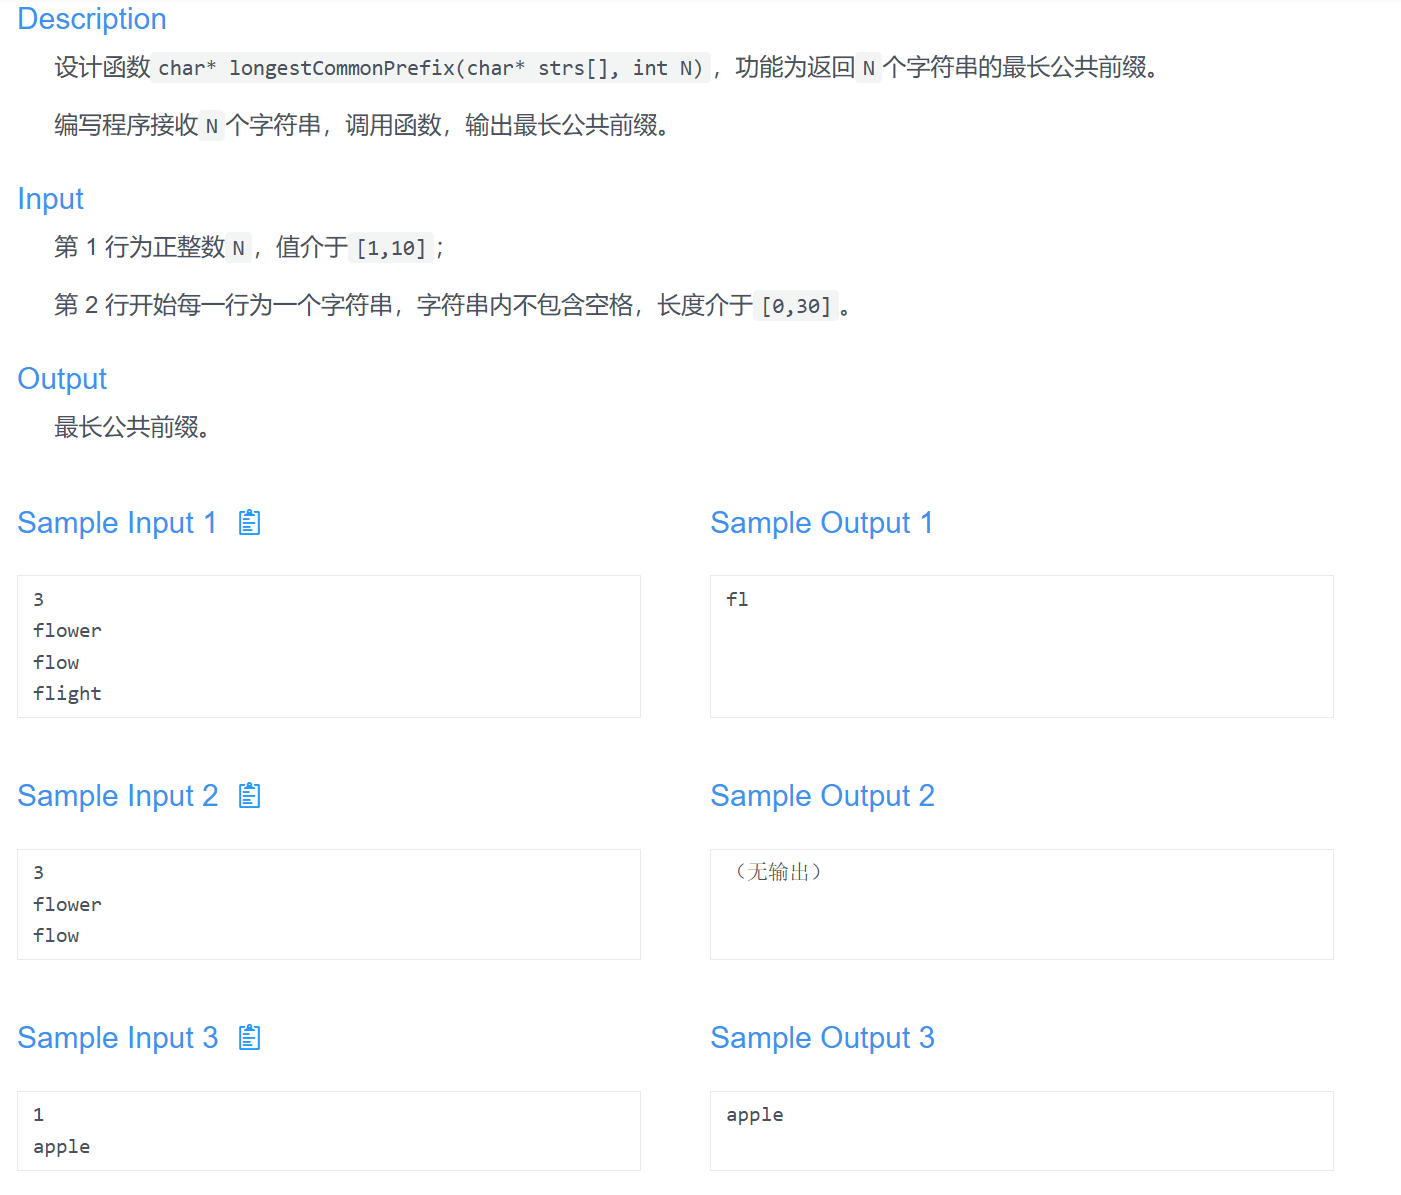 Description
设计函数 char* longestCommonPrefix(char* strs[], int N) ，功能为返回 N 个字符串的最长公共前缀。
编写程序接收 N 个字符串，调用函数，输出最长公共前缀。
Input
第 1 行为正整数 N ，值介于 [1,10] ；
第 2 行开始每一行为一个字符串，字符串内不包含空格，长度介于 [0,30] 。
Output
最长公共前缀。
Sample Input 1
3
flower
flow
flight
Sample Output 1
fl
Sample Input 2
3
flower
flow
Sample Output 2
（无输出）
Sample Input 3
1
apple
Sample Output 3
apple